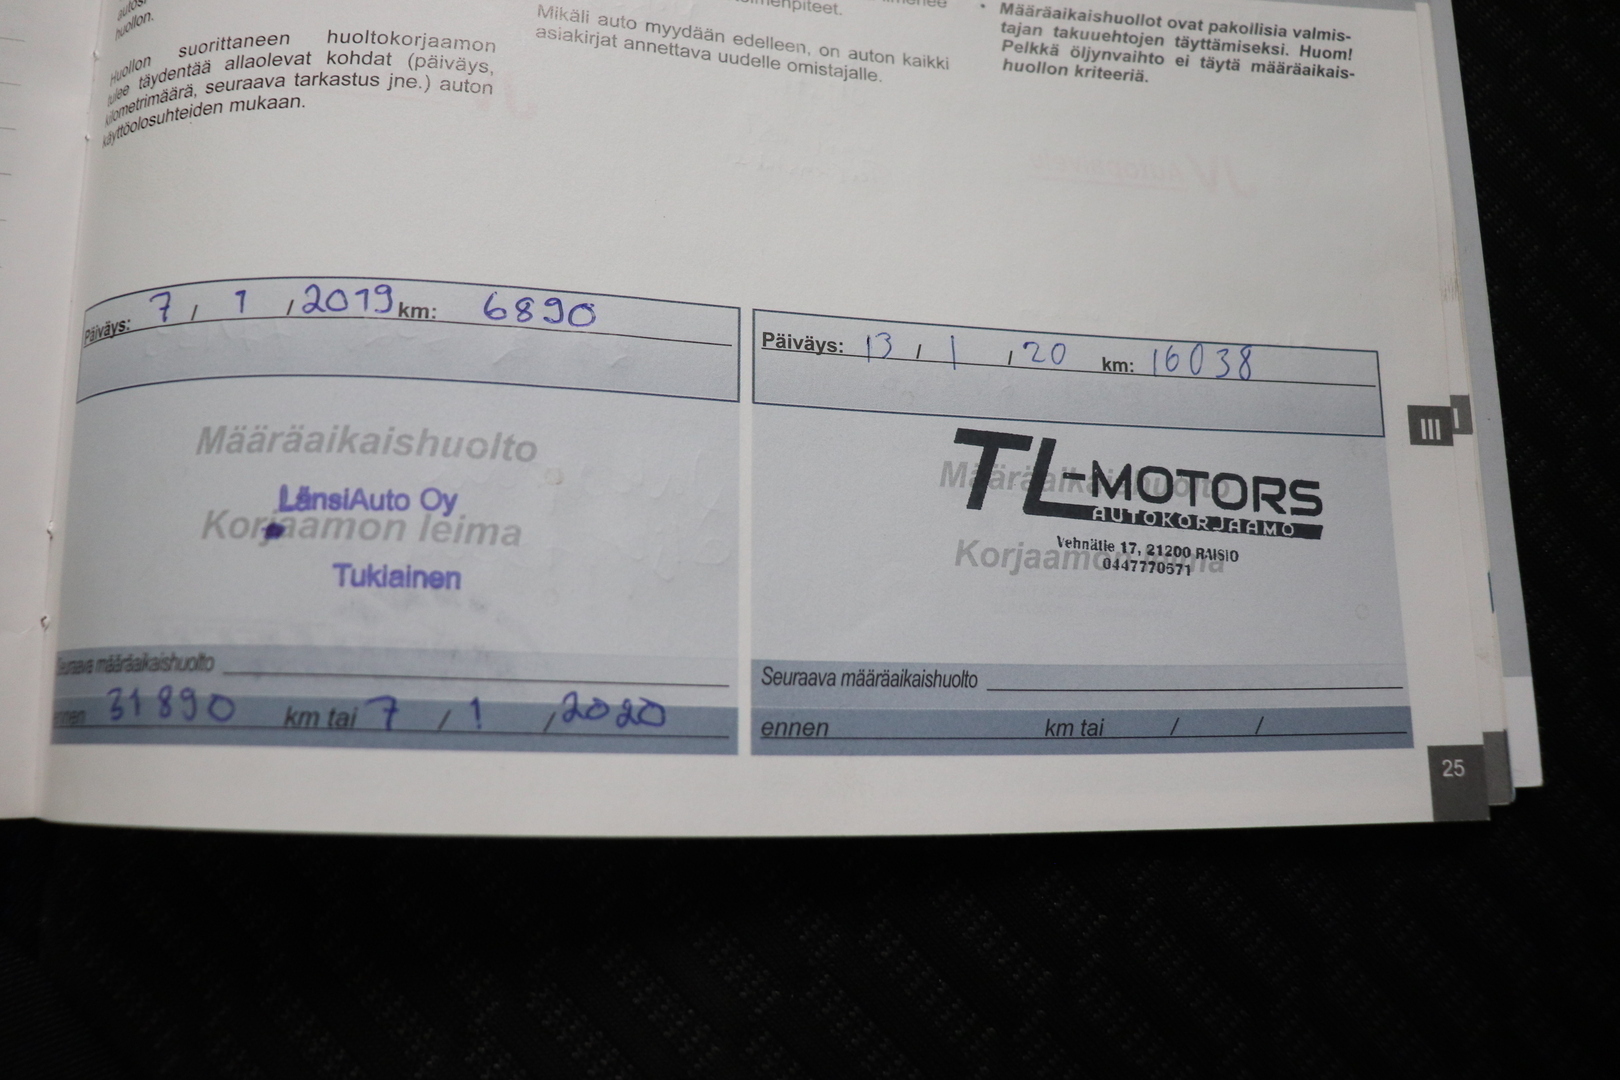 huollon.
Huollon suorittaneen huoltokorjaamon
tulee täydentää allaolevat kohdat (päiväys,
kilometrimäärä, seuraava tarkastus jne.) auton
käyttöolosuhteiden mukaan.
Mikäli auto myydään edelleen, on auton kaikki
asiakirjat annettava uudelle omistajalle.
• Määräaikaishuollot ovat pakollisia valmis-
tajan takuuehtojen täyttämiseksi. Huom!
Pelkkä öljynvaihto ei täytä määräaikais-
huollon kriteeriä.
Päiväys: 7 / 1 / 2019 km: 6890
Määräaikaishuolto
LänsiAuto Oy
Korjaamon leima
Tukiainen
Seuraava määräaikaishuolto
ennen 31890 km tai 7 / 1 / 2020
Päiväys: 13 / 1 / 20 km: 16038
Määräaikaishuolto
TL-MOTORS
AUTOKORJAAMO
Vehnätie 17, 21200 RAISIO
Korjaamon leima
0447770571
Seuraava määräaikaishuolto
ennen km tai / /
III
25